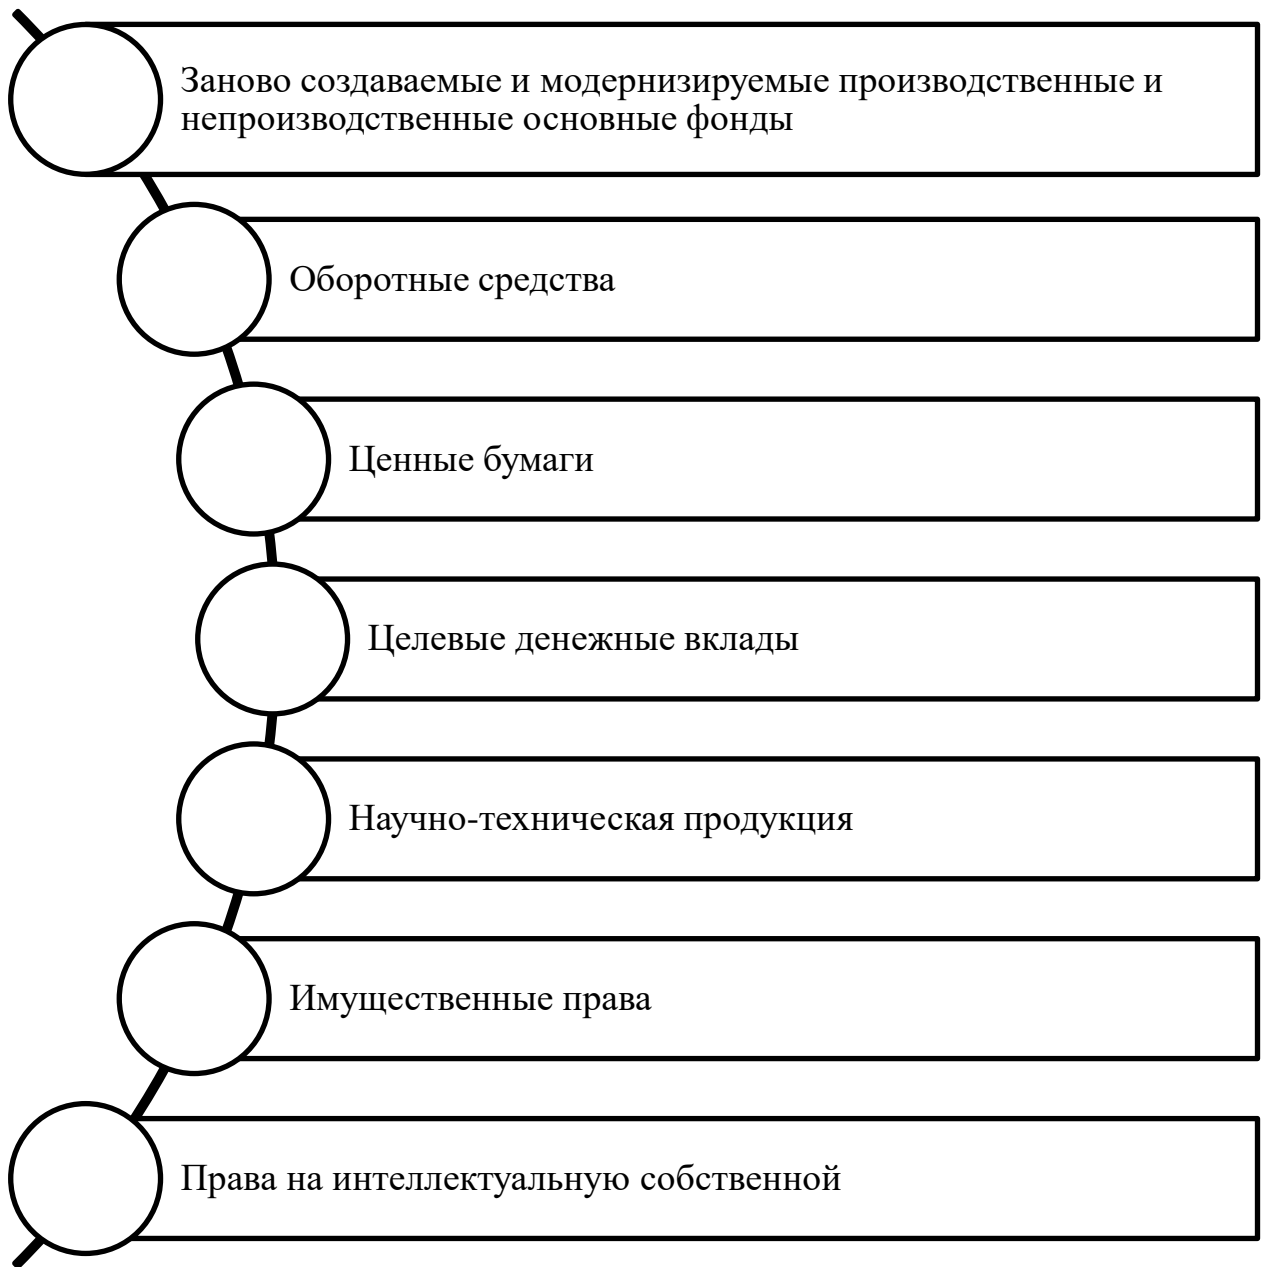 Заново создаваемые и модернизируемые производственные и
непроизводственные основные фонды
Оборотные средства
Ценные бумаги
Целевые денежные вклады
Научно-техническая продукция
Имущественные права
Права на интеллектуальную собственной